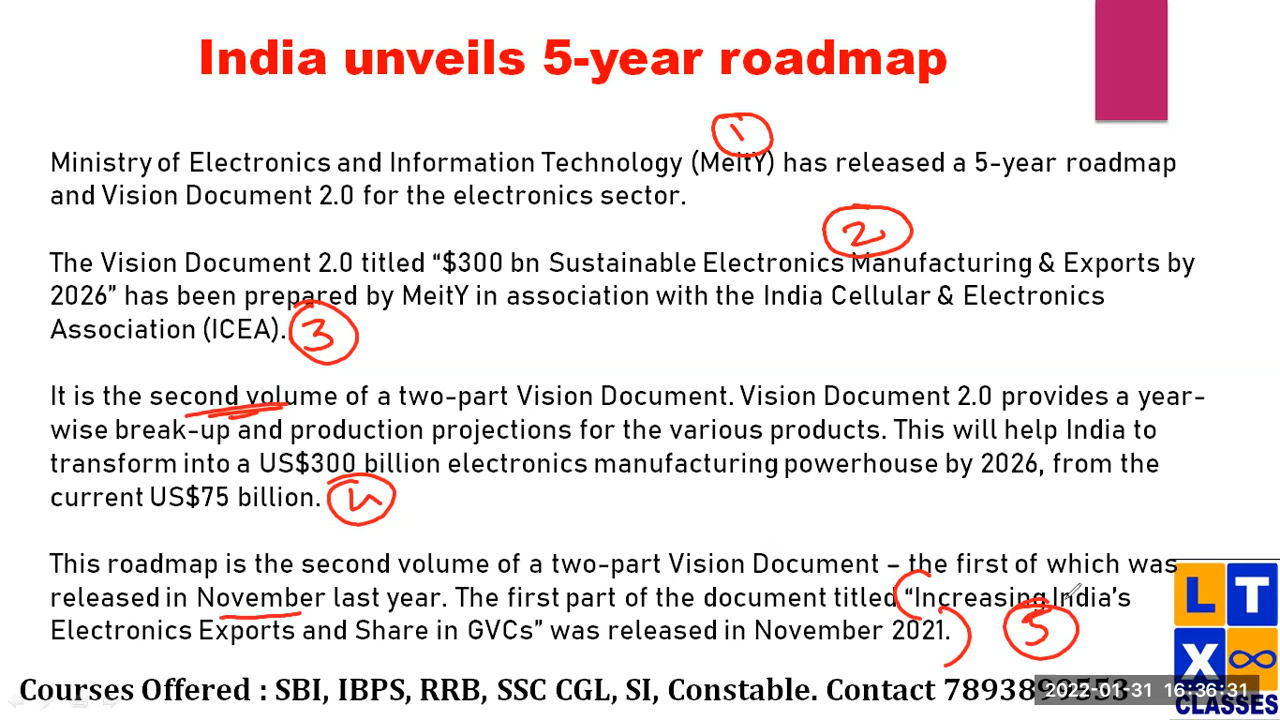 India unveils 5-year roadmap
1
Ministry of Electronics and Information Technology (MeitY) has released a 5-year roadmap
and Vision Document 2.0 for the electronics sector.
2
The Vision Document 2.0 titled “$300 bn Sustainable Electronics Manufacturing & Exports by
2026” has been prepared by MeitY in association with the India Cellular & Electronics
Association (ICEA). 3
It is the second volume of a two-part Vision Document. Vision Document 2.0 provides a year-
wise break-up and production projections for the various products. This will help India to
transform into a US$300 billion electronics manufacturing powerhouse by 2026, from the
current US$75 billion. 4
This roadmap is the second volume of a two-part Vision Document – the first of which was
released in November last year. The first part of the document titled “Increasing India's
Electronics Exports and Share in GVCs” was released in November 2021. 5
LT
X∞
CLASSES
Courses Offered : SBI, IBPS, RRB, SSC CGL, SI, Constable. Contact 7893899553
2022-01-31 16:36:31